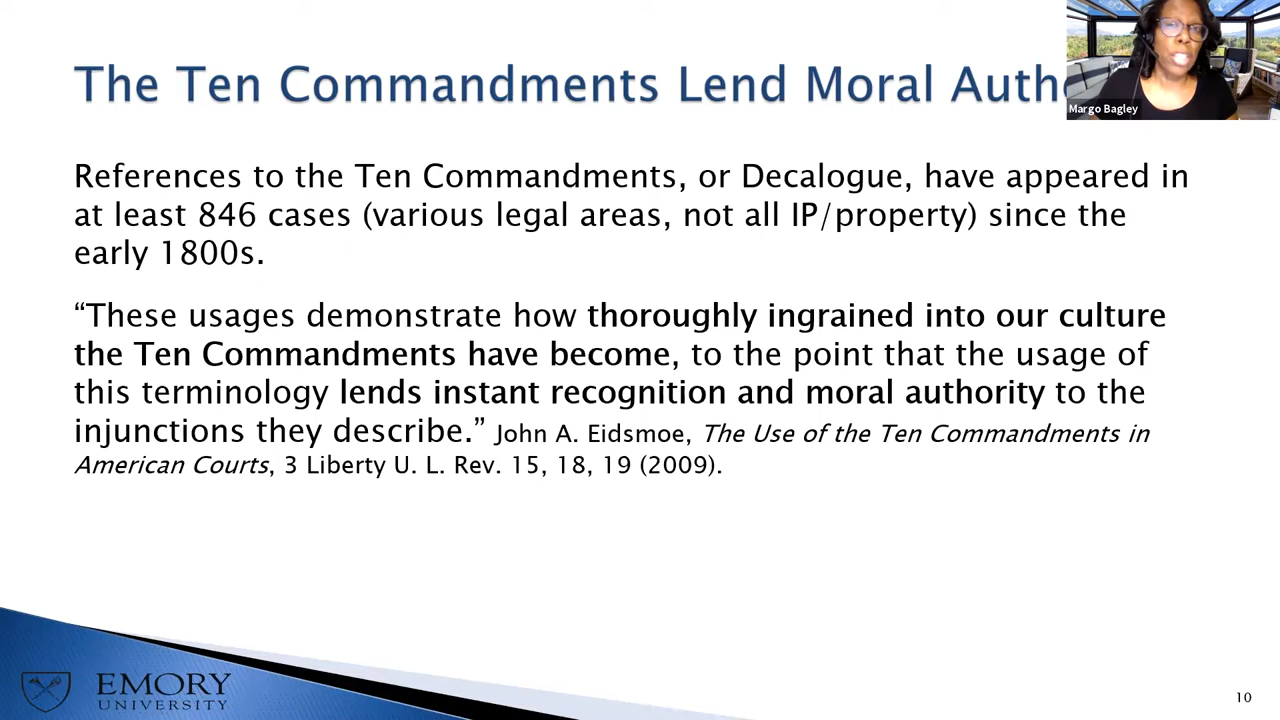 The Ten Commandments Lend Moral Auth
Margo Bagley
References to the Ten Commandments, or Decalogue, have appeared in
at least 846 cases (various legal areas, not all IP/property) since the
early 1800s.
“These usages demonstrate how thoroughly ingrained into our culture
the Ten Commandments have become, to the point that the usage of
this terminology lends instant recognition and moral authority to the
injunctions they describe.” John A. Eidsmoe, The Use of the Ten Commandments in
American Courts, 3 Liberty U. L. Rev. 15, 18, 19 (2009).
EMORY
UNIVERSITY
10